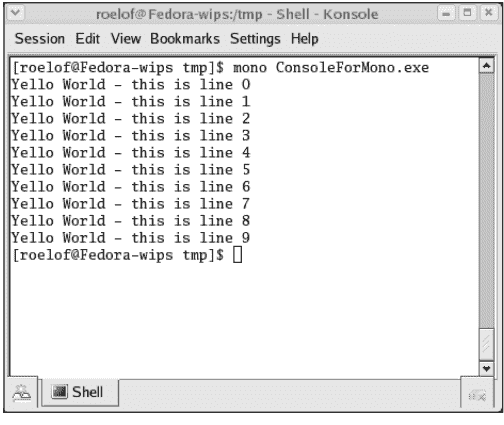 roelof@Fedora-wips:/tmp - Shell - Konsole
Session Edit View Bookmarks Settings Help
[roelof@Fedora-wips tmp]$ mono ConsoleForMono.exe
Yello World - this is line 0
Yello World - this is line 1
Yello World - this is line 2
Yello World - this is line 3
Yello World - this is line 4
Yello World - this is line 5
Yello World - this is line 6
Yello World - this is line 7
Yello World - this is line 8
Yello World - this is line 9
[roelof@Fedora-wips tmp]$
Shell